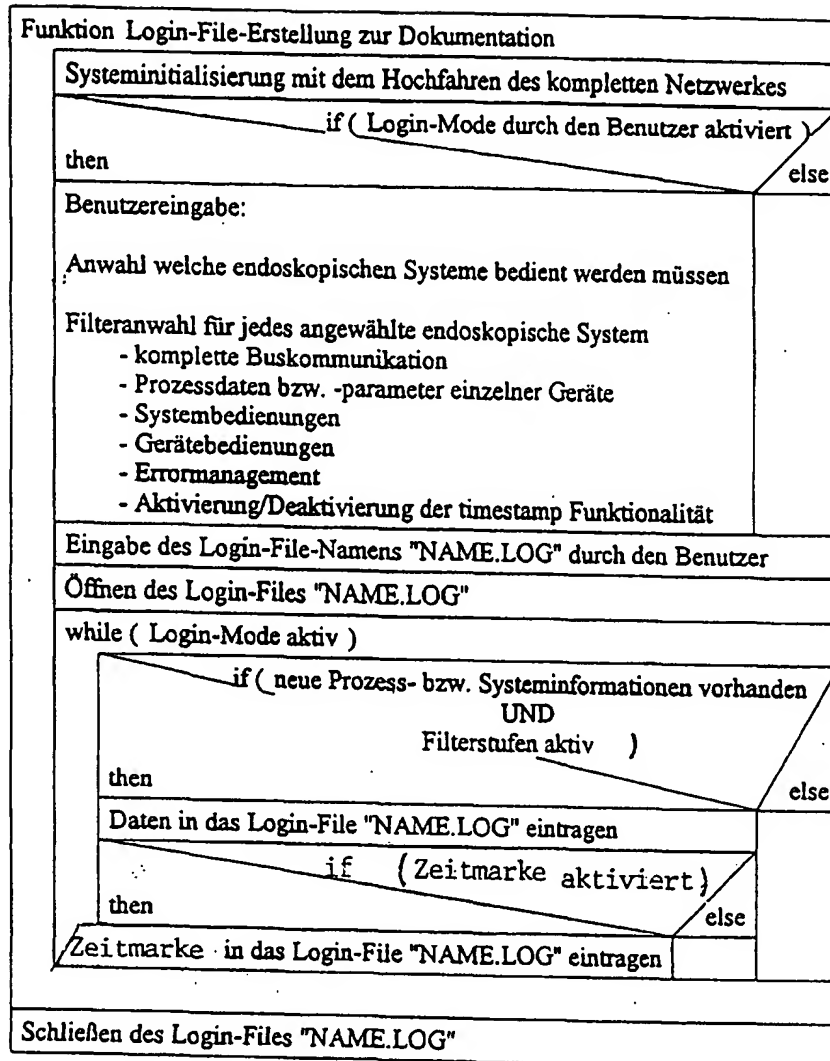 Funktion Login-File-Erstellung zur Dokumentation
Systeminitialisierung mit dem Hochfahren des kompletten Netzwerkes
if ( Login-Mode durch den Benutzer aktiviert )
then
else
Benutzereingabe:
Anwahl welche endoskopischen Systeme bedient werden müssen
Filteranwahl für jedes angewählte endoskopische System
- komplette Buskommunikation
- Prozessdaten bzw. -parameter einzelner Geräte
- Systembedienungen
- Gerätebedienungen
- Errormanagement
- Aktivierung/Deaktivierung der timestamp Funktionalität
Eingabe des Login-File-Namens "NAME.LOG" durch den Benutzer
Öffnen des Login-Files "NAME.LOG"
while ( Login-Mode aktiv )
if ( neue Prozess- bzw. Systeminformationen vorhanden
UND
Filterstufen aktiv )
then
else
Daten in das Login-File "NAME.LOG" eintragen
if (Zeitmarke aktiviert)
then
else
Zeitmarke in das Login-File "NAME.LOG" eintragen
Schließen des Login-Files "NAME.LOG"